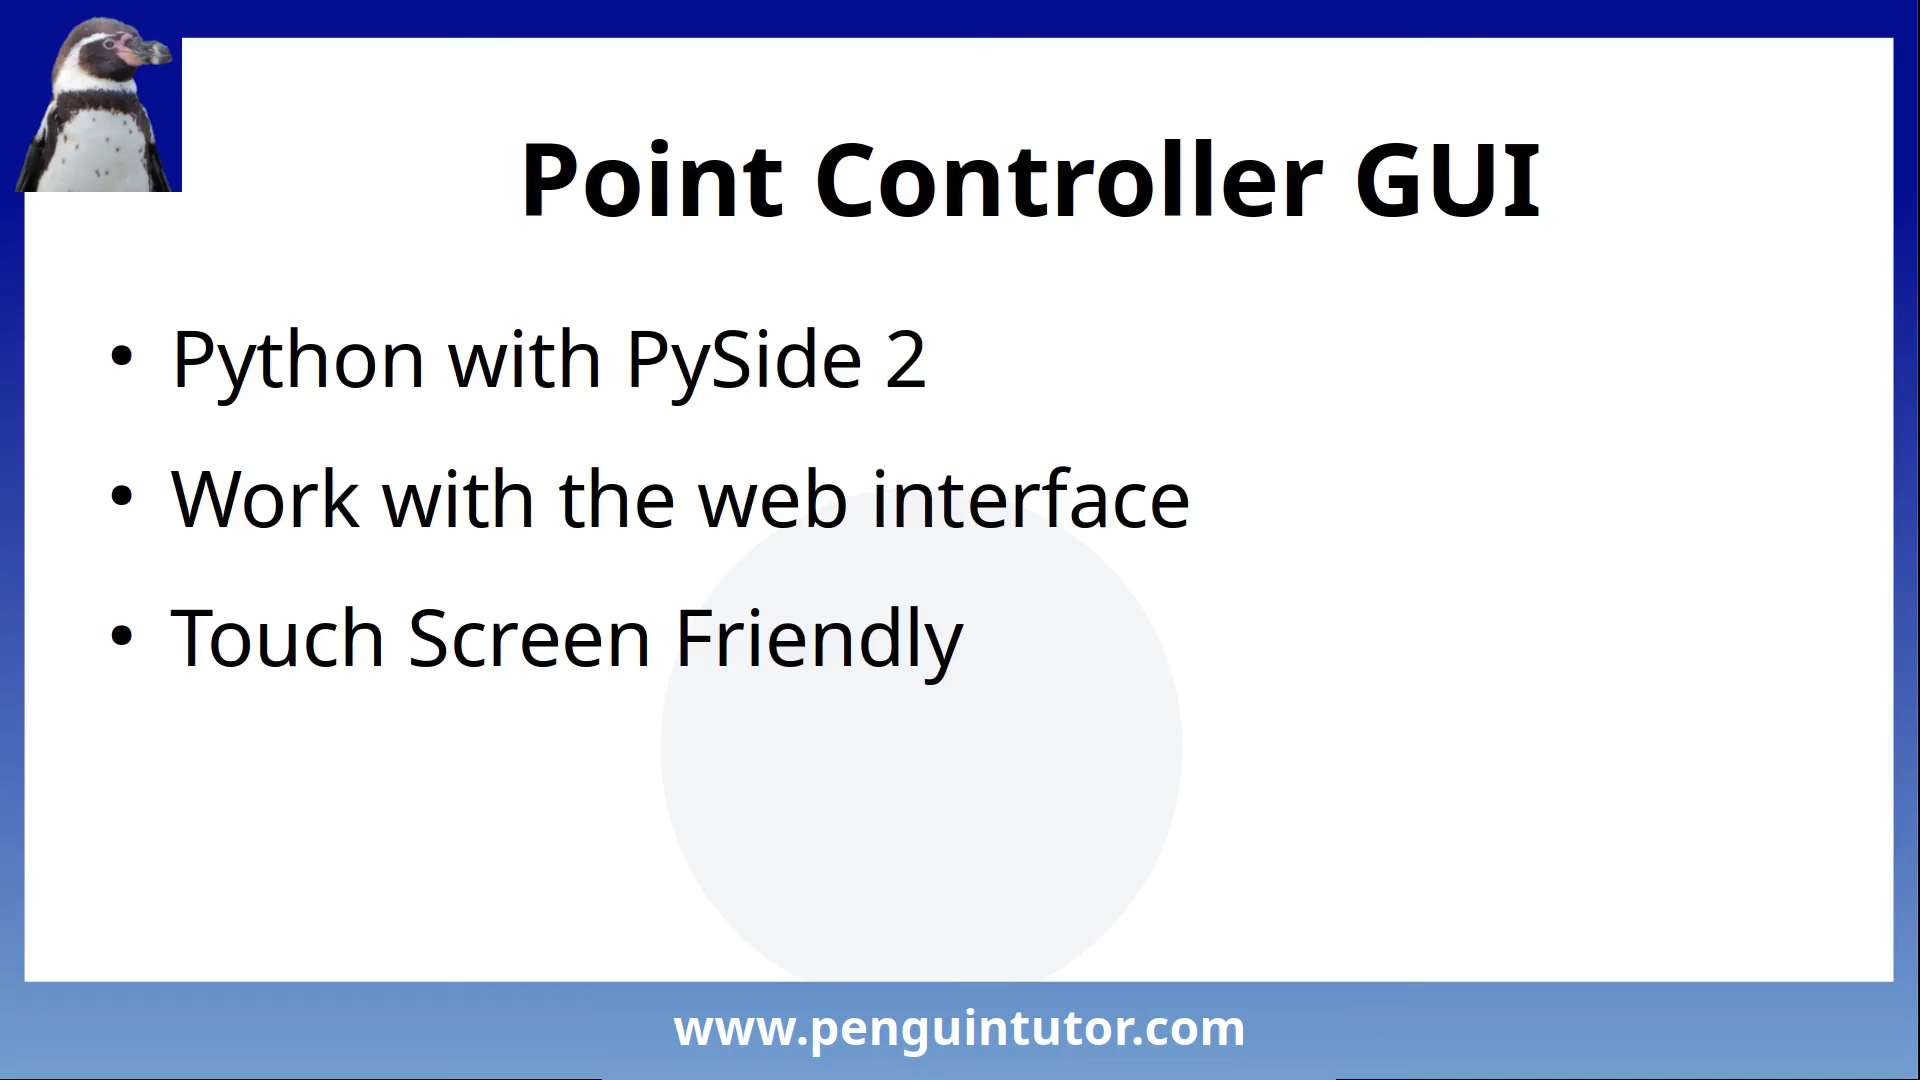 Point Controller GUI
• Python with PySide 2
• Work with the web interface
• Touch Screen Friendly
www.penguintutor.com